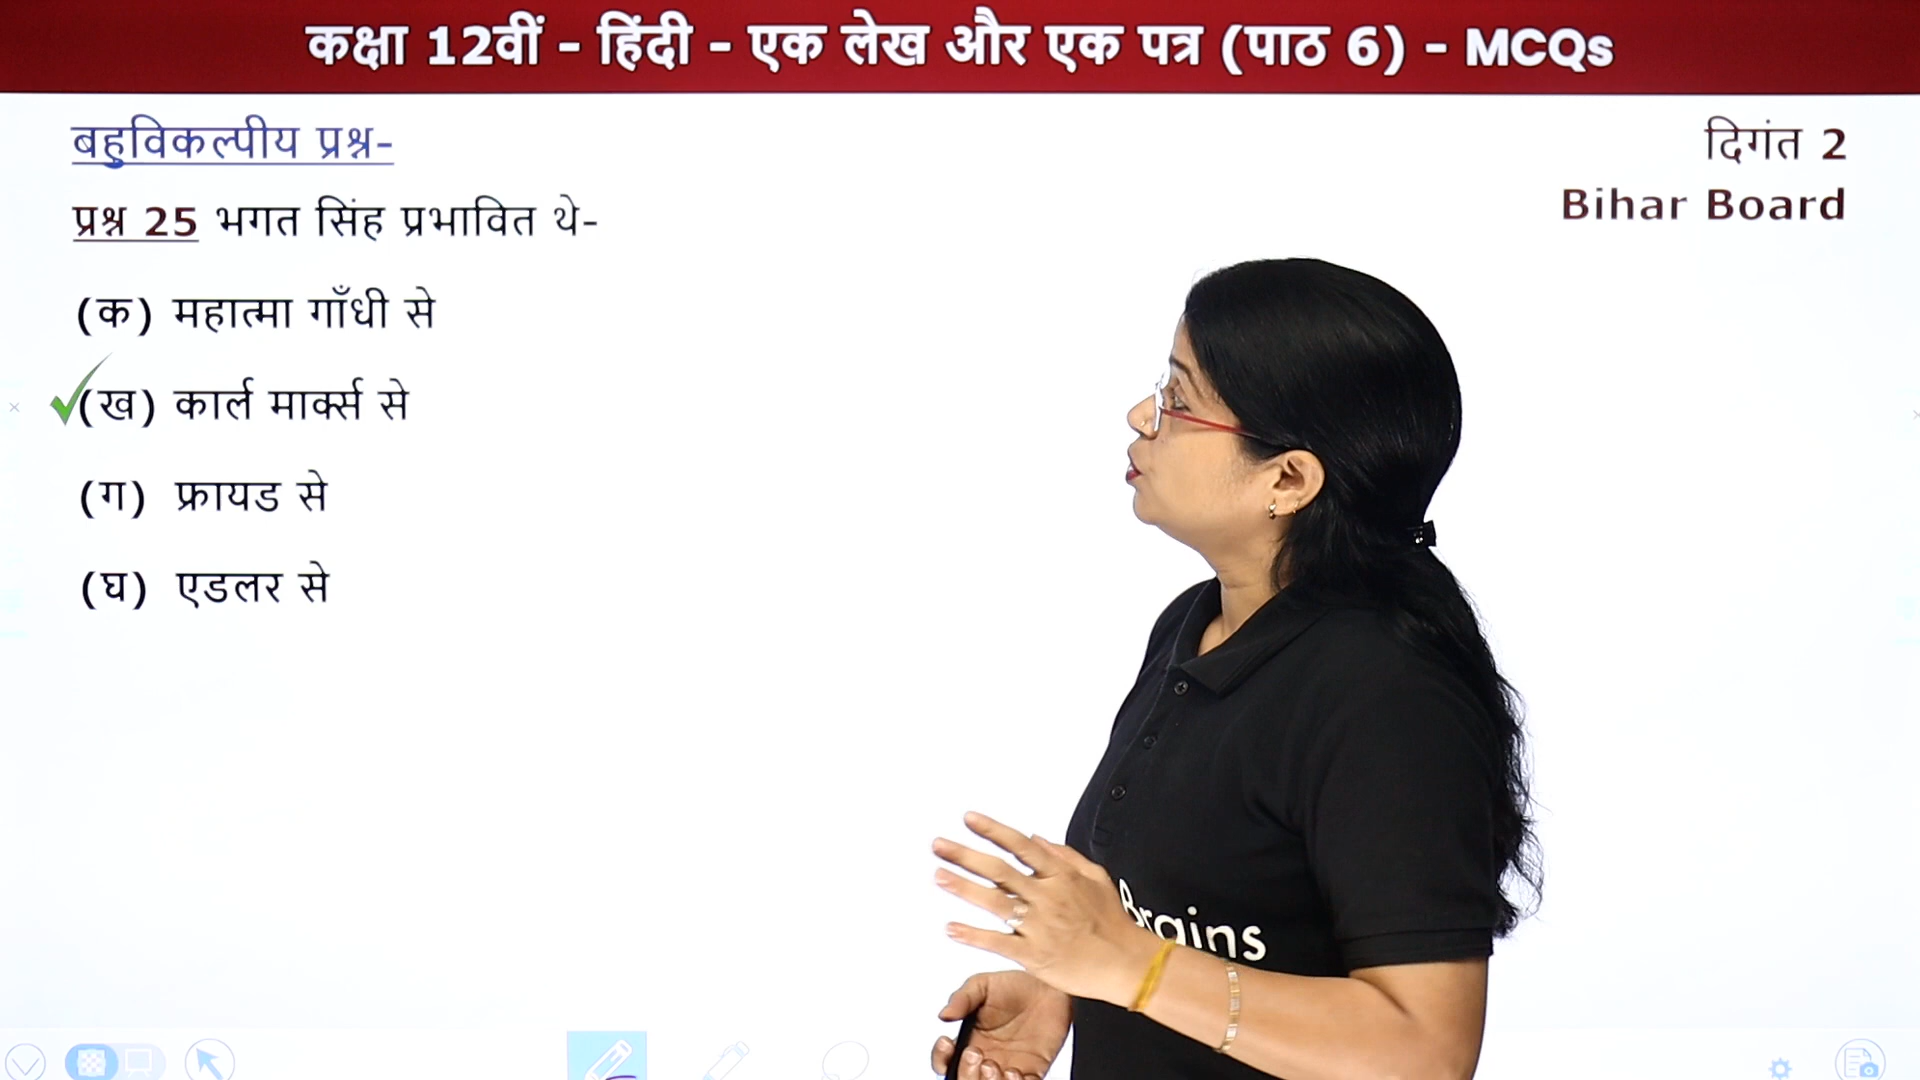 कक्षा 12वीं - हिंदी - एक लेख और एक पत्र (पाठ 6) - MCQs
बहुविकल्पीय प्रश्न-
दिगंत 2
Bihar Board
प्रश्न 25 भगत सिंह प्रभावित थे-
(क) महात्मा गाँधी से
(ख) कार्ल मार्क्स से
(ग) फ्रायड से
(घ) एडलर से
Brains